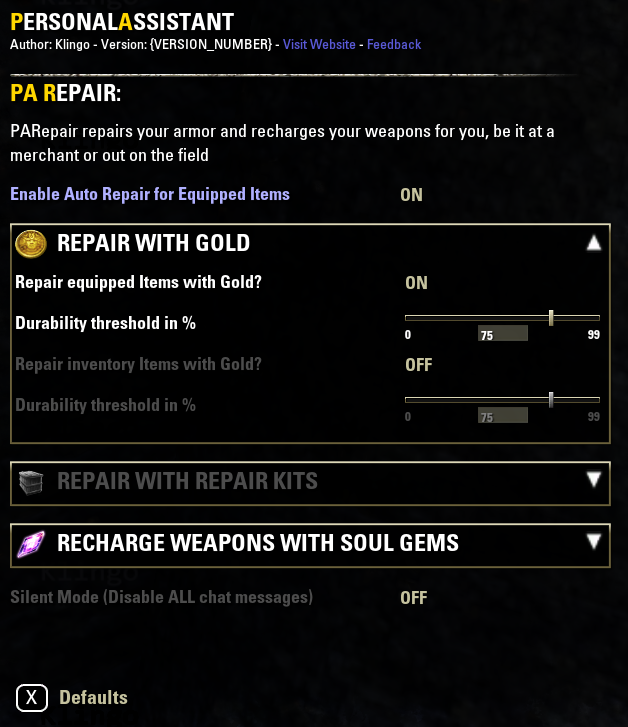 PERSONALASSISTANT
Author: Klingo - Version: {VERSION_NUMBER} - Visit Website - Feedback
PA REPAIR:
PARepair repairs your armor and recharges your weapons for you, be it at a
merchant or out on the field
Enable Auto Repair for Equipped Items ON
REPAIR WITH GOLD
Repair equipped Items with Gold? ON
Durability threshold in %
0 75 99
Repair inventory Items with Gold? OFF
Durability threshold in %
0 75 99
REPAIR WITH REPAIR KITS
RECHARGE WEAPONS WITH SOUL GEMS
Klingo
Silent Mode (Disable ALL chat messages) OFF
X Defaults